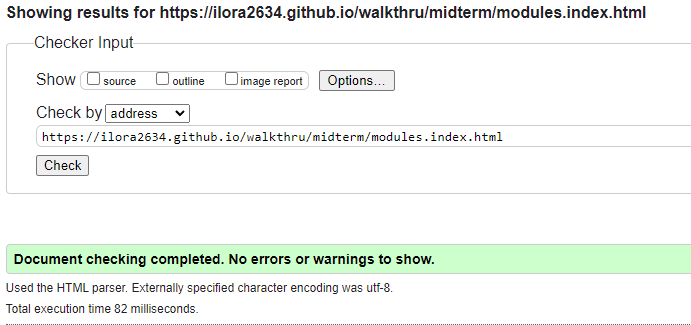 Showing results for https://ilora2634.github.io/walkthru/midterm/modules.index.html
Checker Input
Show source outline image report Options...
Check by address
https://ilora2634.github.io/walkthru/midterm/modules.index.html
Check
Document checking completed. No errors or warnings to show.
Used the HTML parser. Externally specified character encoding was utf-8.
Total execution time 82 milliseconds.